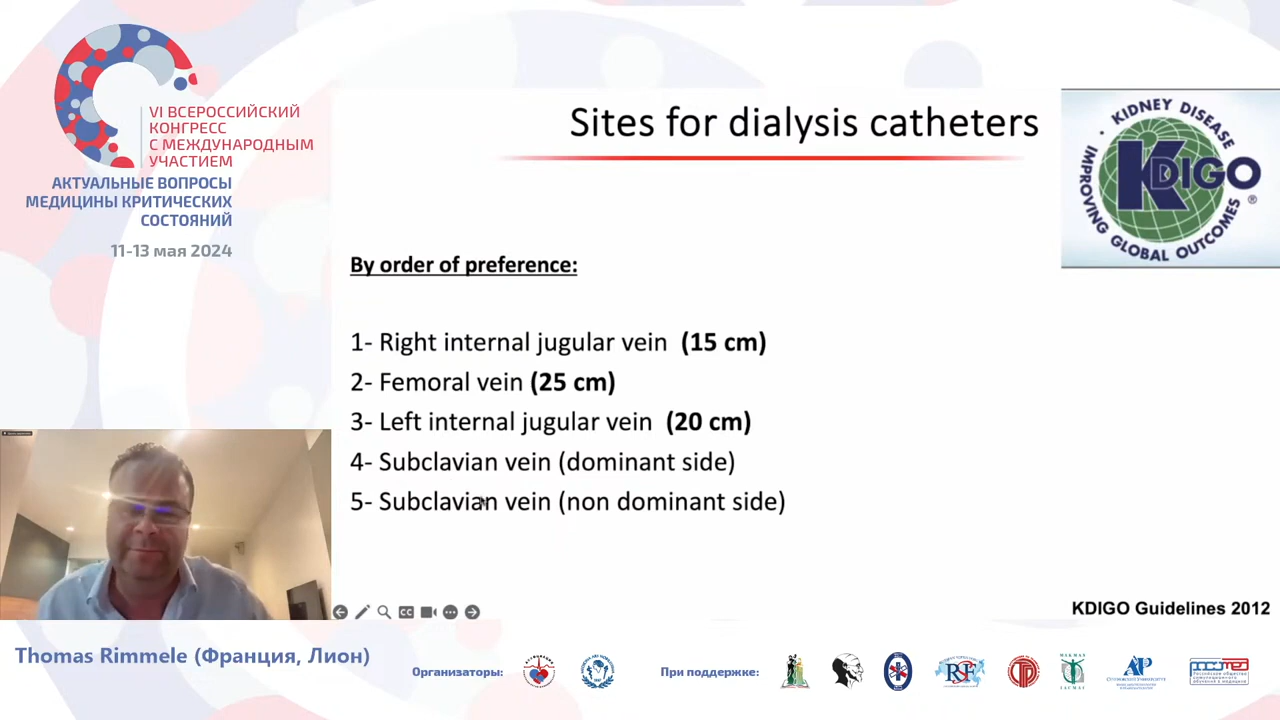 VI ВСЕРОССИЙСКИЙ
КОНГРЕСС
С МЕЖДУНАРОДНЫМ
УЧАСТИЕМ
АКТУАЛЬНЫЕ ВОПРОСЫ
МЕДИЦИНЫ КРИТИЧЕСКИХ
СОСТОЯНИЙ
11-13 мая 2024
Sites for dialysis catheters
KIDNEY DISEASE
KDIGO
®
IMPROVING GLOBAL OUTCOMES
By order of preference:
1- Right internal jugular vein (15 cm)
2- Femoral vein (25 cm)
3- Left internal jugular vein (20 cm)
4- Subclavian vein (dominant side)
5- Subclavian vein (non dominant side)
CC
KDIGO Guidelines 2012
Thomas Rimmele (Франция, Лион)
Организаторы:
При поддержке: